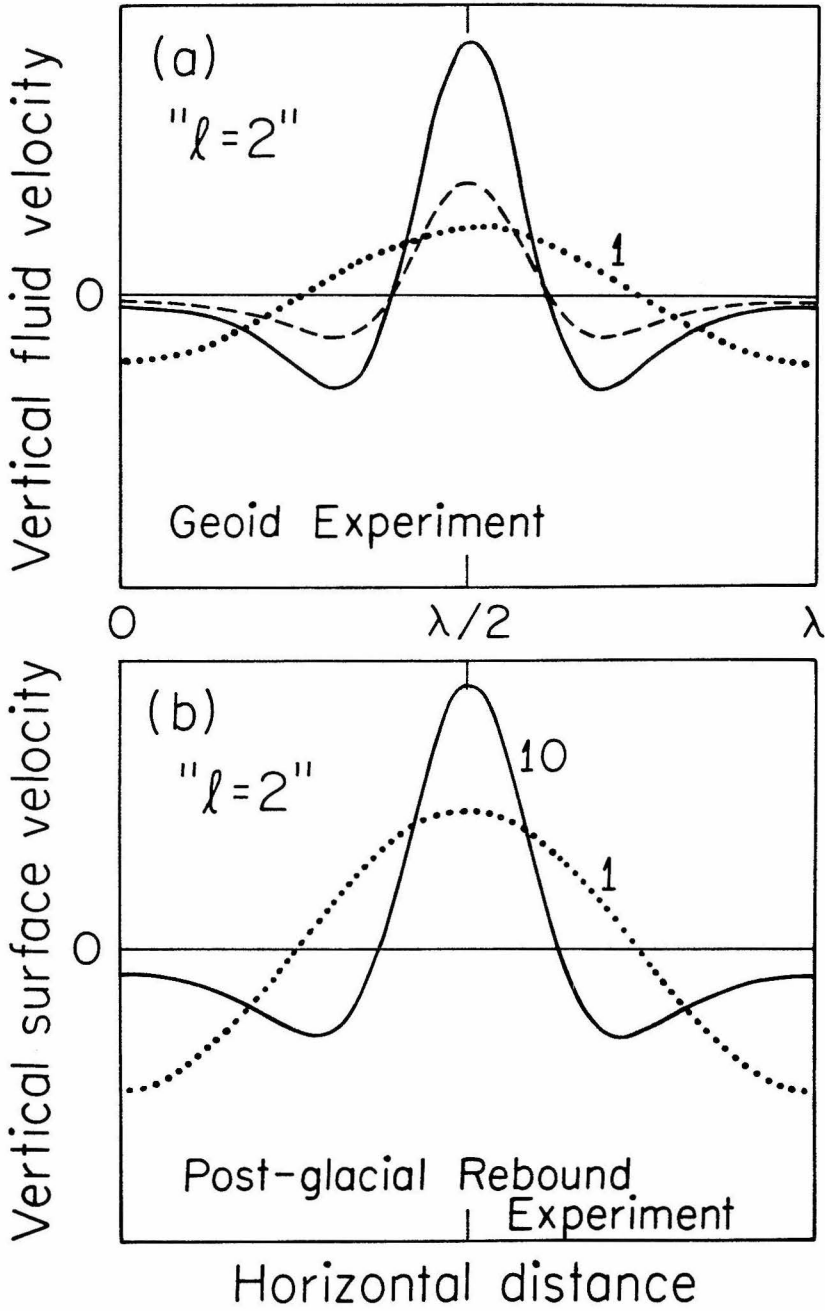 (a)
"ℓ=2"
1
Vertical fluid velocity
0
Geoid Experiment
0 λ/2 λ
(b)
"ℓ=2"
10
1
Vertical surface velocity
0
Post-glacial Rebound
Experiment
Horizontal distance